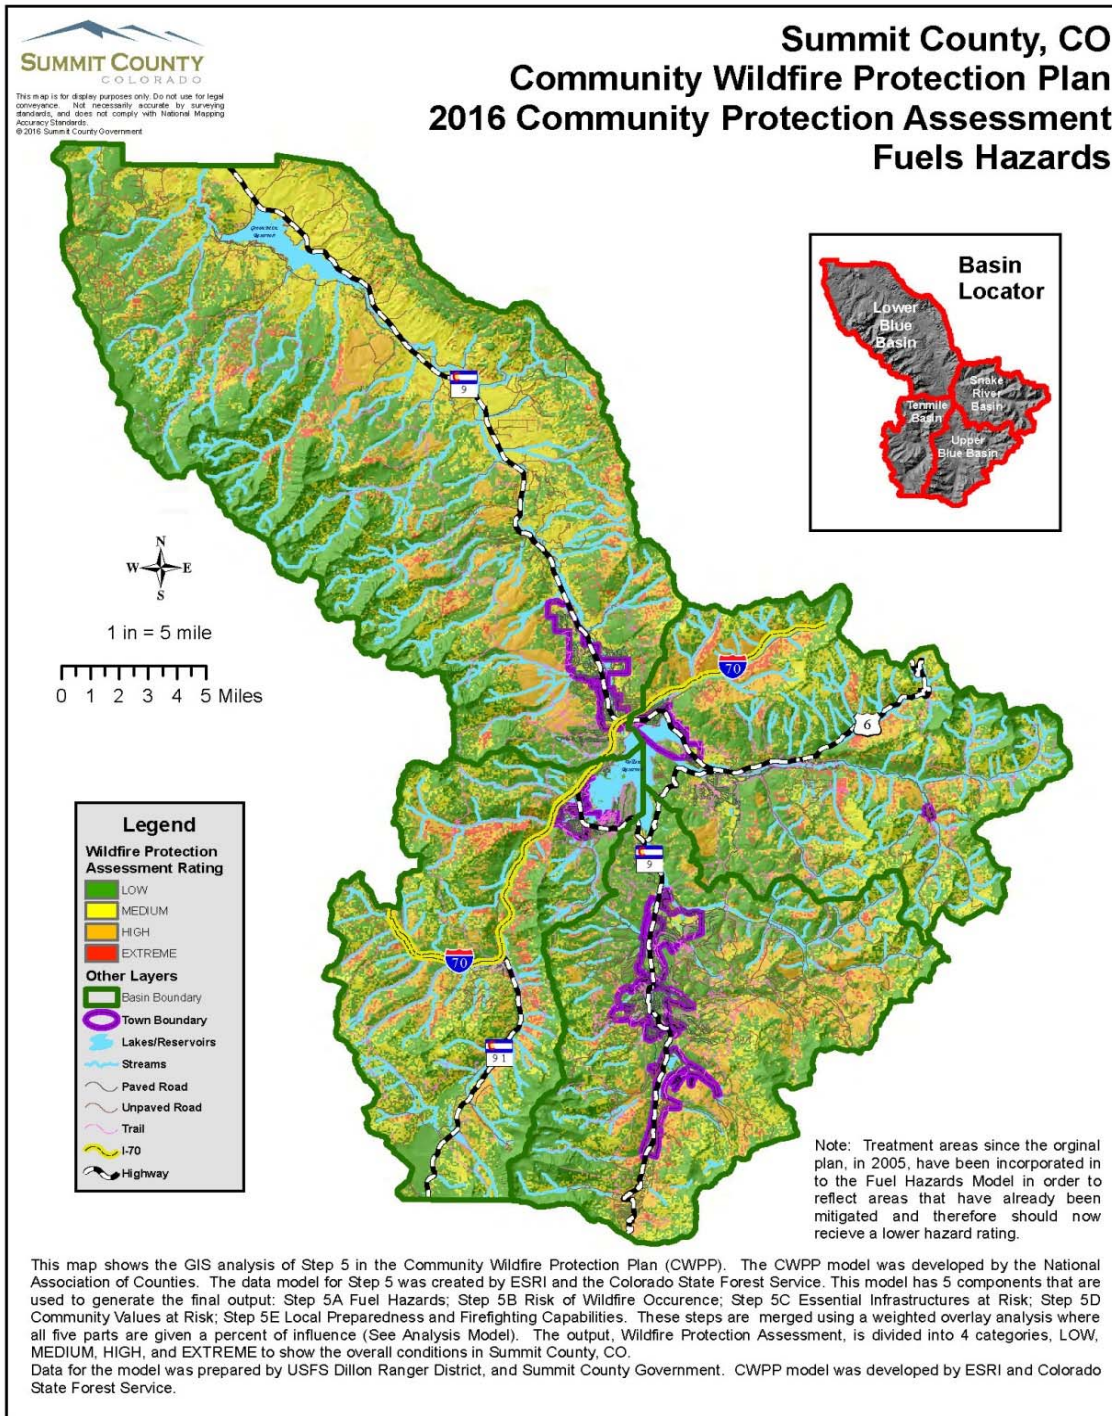 SUMMIT COUNTY
COLORADO
This map is for display purposes only. Do not use for legal
conveyance. Not necessarily accurate by surveying
standards, and does not comply with National Mapping
Accuracy Standards.
© 2016 Summit County Government
Summit County, CO
Community Wildfire Protection Plan
2016 Community Protection Assessment
Fuels Hazards
Basin
Locator
Lower
Blue
Basin
Snake
River
Basin
Tenmile
Basin
Upper
Blue Basin
Reservoir
9
N
W E
S
1 in = 5 mile
0 1 2 3 4 5 Miles
70
6
9
70
91
Legend
Wildfire Protection
Assessment Rating
LOW
MEDIUM
HIGH
EXTREME
Other Layers
Basin Boundary
Town Boundary
Lakes/Reservoirs
Streams
Paved Road
Unpaved Road
Trail
I-70
Highway
Note: Treatment areas since the orginal
plan, in 2005, have been incorporated in
to the Fuel Hazards Model in order to
reflect areas that have already been
mitigated and therefore should now
recieve a lower hazard rating.
This map shows the GIS analysis of Step 5 in the Community Wildfire Protection Plan (CWPP). The CWPP model was developed by the National
Association of Counties. The data model for Step 5 was created by ESRI and the Colorado State Forest Service. This model has 5 components that are
used to generate the final output: Step 5A Fuel Hazards; Step 5B Risk of Wildfire Occurence; Step 5C Essential Infrastructures at Risk; Step 5D
Community Values at Risk; Step 5E Local Preparedness and Firefighting Capabilities. These steps are merged using a weighted overlay analysis where
all five parts are given a percent of influence (See Analysis Model). The output, Wildfire Protection Assessment, is divided into 4 categories, LOW,
MEDIUM, HIGH, and EXTREME to show the overall conditions in Summit County, CO.
Data for the model was prepared by USFS Dillon Ranger District, and Summit County Government. CWPP model was developed by ESRI and Colorado
State Forest Service.